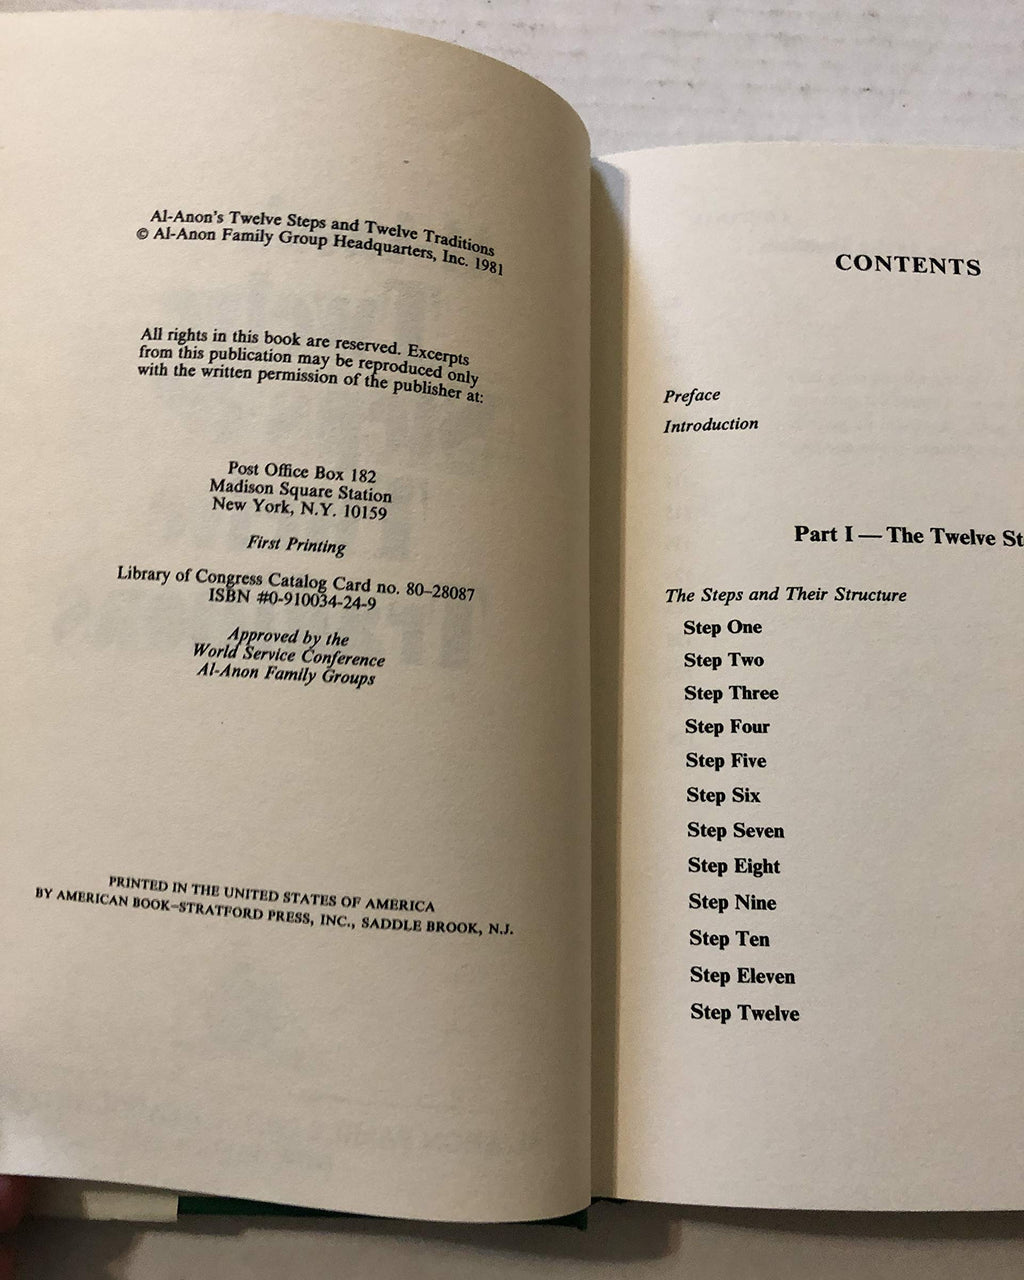 Al-Anon's Twelve Steps and Twelve Traditions
© Al-Anon Family Group Headquarters, Inc. 1981
All rights in this book are reserved. Excerpts
from this publication may be reproduced only
with the written permission of the publisher at:
Post Office Box 182
Madison Square Station
New York, N.Y. 10159
First Printing
Library of Congress Catalog Card no. 80-28087
ISBN #0-910034-24-9
Approved by the
World Service Conference
Al-Anon Family Groups
PRINTED IN THE UNITED STATES OF AMERICA
BY AMERICAN BOOK–STRATFORD PRESS, INC., SADDLE BROOK, N.J.
CONTENTS
Preface
Introduction
Part I — The Twelve St
The Steps and Their Structure
Step One
Step Two
Step Three
Step Four
Step Five
Step Six
Step Seven
Step Eight
Step Nine
Step Ten
Step Eleven
Step Twelve